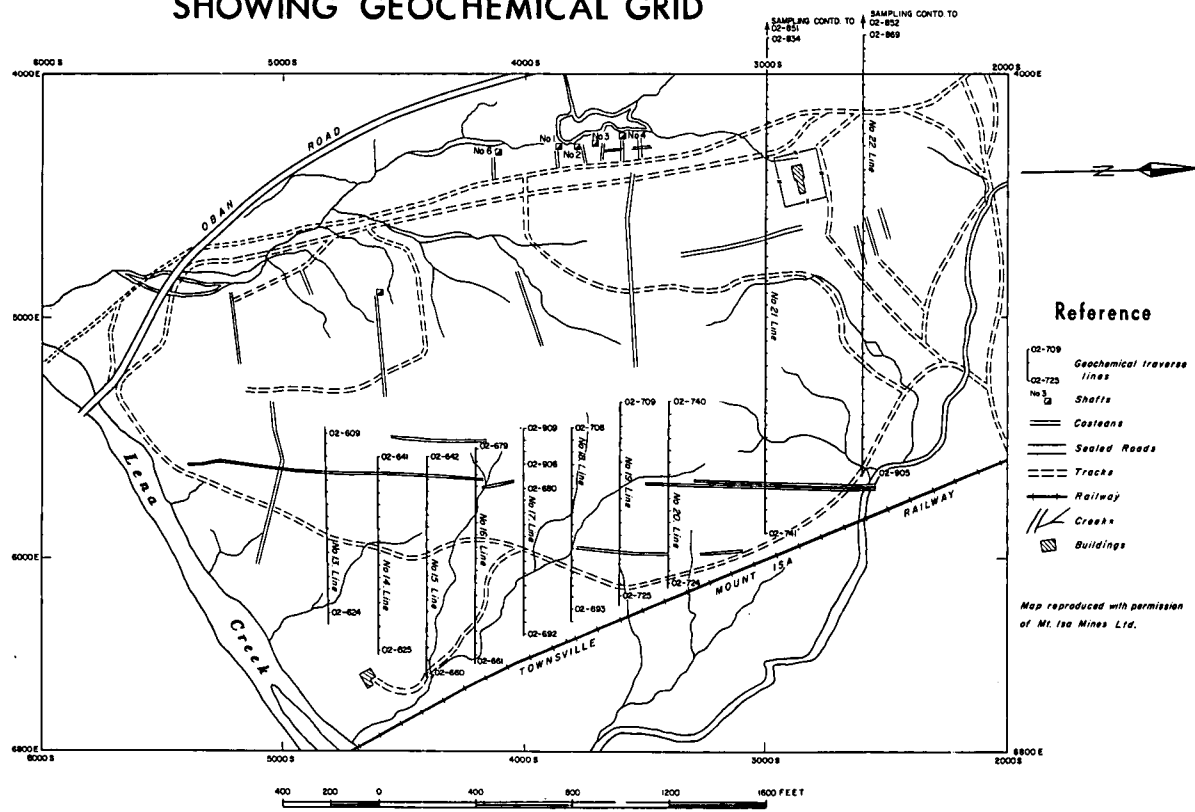 SHOWING GEOCHEMICAL GRID
SAMPLING CONTD. TO
02-851
02-834
SAMPLING CONTD. TO
02-852
02-869
6000 S
5000 S
4000 S
3000 S
2000 S
4000 E
4000 E
OBAN ROAD
No 6
No 1
No 2
No 3
No 4
No 22. Line
N
5000 E
5000 E
No 21 Line
Reference
02-709
02-725
Geochemical traverse
lines
No 3
Shafts
Costeans
Sealed Roads
Tracks
Railway
Creeks
Buildings
Map reproduced with permission
of Mt. Isa Mines Ltd.
02-709
02-740
02-609
02-641
02-642
02-679
02-909
02-708
02-906
02-680
No 18. Line
No 19. Line
No 20. Line
No 17. Line
No 16. Line
No 15. Line
No 14. Line
No 13. Line
02-905
02-741
Lena Creek
6000 E
6000 E
02-624
02-625
02-660
02-661
02-692
02-693
02-725
02-724
TOWNSVILLE MOUNT ISA RAILWAY
6800 E
6800 E
6000 S
5000 S
4000 S
3000 S
2000 S
400 200 0 400 800 1200 1600 FEET